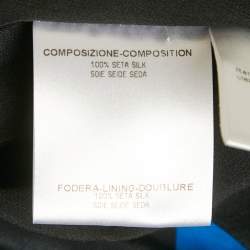 COMPOSIZIONE-COMPOSITION
100% SETA SILK
SOIE SEIDE SEDA
FODERA-LINING-DOUBLURE
100% SETA SILK
SOIE SEIDE SEDA